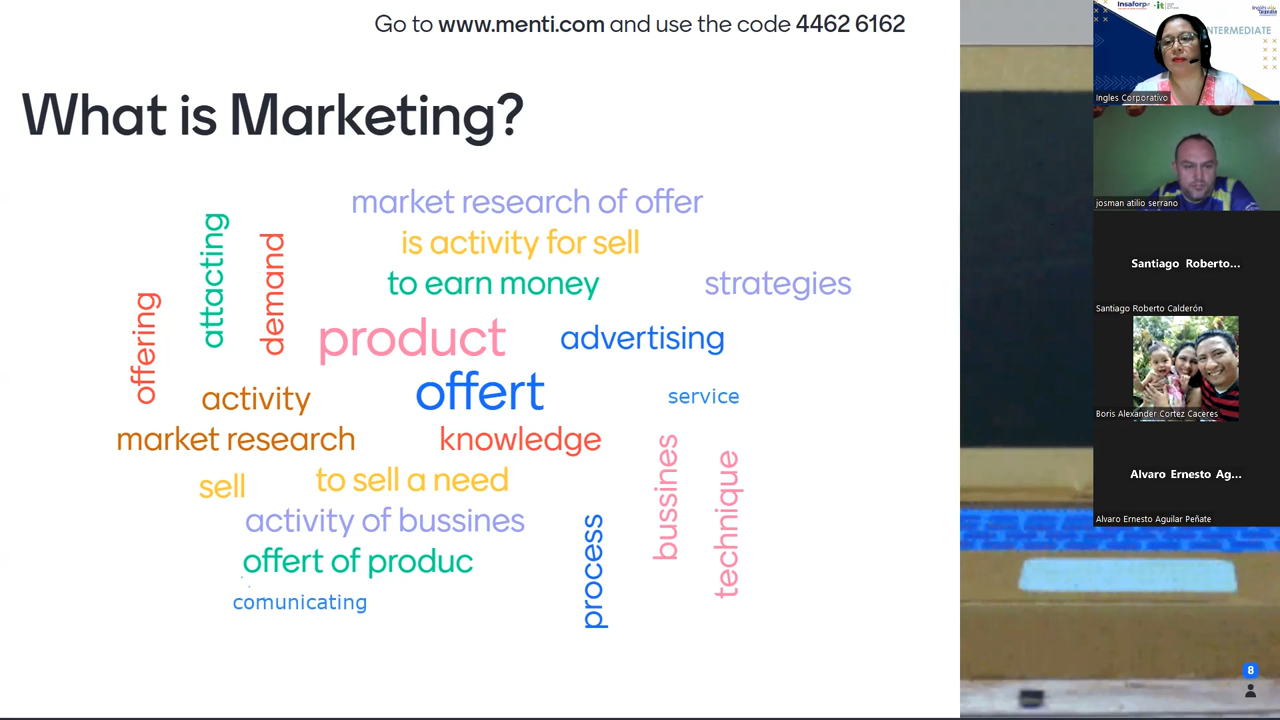 Go to www.menti.com and use the code 4462 6162
What is Marketing?
market research of offer
is activity for sell
to earn money
strategies
attacting
demand
offering
product
advertising
offert
service
activity
market research
knowledge
sell
to sell a need
bussines
technique
activity of bussines
process
offert of produc
comunicating
Insaforp
NTERMEDIATE
Ingles Corporativo
josman atilio serrano
Santiago Roberto...
Santiago Roberto Calderón
Boris Alexander Cortez Caceres
Alvaro Ernesto Ag...
Alvaro Ernesto Aguilar Peñate
8